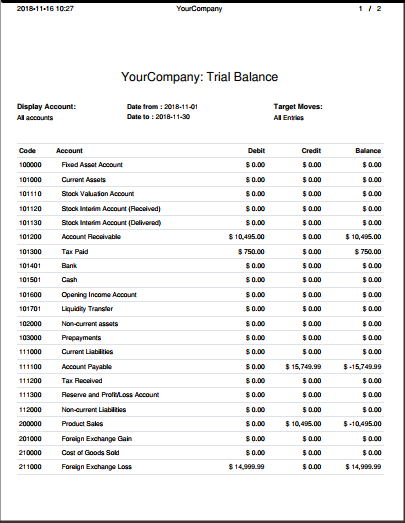 2018-11-16 10:27 YourCompany 1 / 2
YourCompany: Trial Balance
Display Account: Date from : 2018-11-01 Target Moves:
All accounts Date to : 2018-11-30 All Entries
Code Account Debit Credit Balance
100000 Fixed Asset Account $ 0.00 $ 0.00 $ 0.00
101000 Current Assets $ 0.00 $ 0.00 $ 0.00
101110 Stock Valuation Account $ 0.00 $ 0.00 $ 0.00
101120 Stock Interim Account (Received) $ 0.00 $ 0.00 $ 0.00
101130 Stock Interim Account (Delivered) $ 0.00 $ 0.00 $ 0.00
101200 Account Receivable $ 10,495.00 $ 0.00 $ 10,495.00
101300 Tax Paid $ 750.00 $ 0.00 $ 750.00
101401 Bank $ 0.00 $ 0.00 $ 0.00
101501 Cash $ 0.00 $ 0.00 $ 0.00
101600 Opening Income Account $ 0.00 $ 0.00 $ 0.00
101701 Liquidity Transfer $ 0.00 $ 0.00 $ 0.00
102000 Non-current assets $ 0.00 $ 0.00 $ 0.00
103000 Prepayments $ 0.00 $ 0.00 $ 0.00
111000 Current Liabilities $ 0.00 $ 0.00 $ 0.00
111100 Account Payable $ 0.00 $ 15,749.99 $ -15,749.99
111200 Tax Received $ 0.00 $ 0.00 $ 0.00
111300 Reserve and Profit/Loss Account $ 0.00 $ 0.00 $ 0.00
112000 Non-current Liabilities $ 0.00 $ 0.00 $ 0.00
200000 Product Sales $ 0.00 $ 10,495.00 $ -10,495.00
201000 Foreign Exchange Gain $ 0.00 $ 0.00 $ 0.00
210000 Cost of Goods Sold $ 0.00 $ 0.00 $ 0.00
211000 Foreign Exchange Loss $ 14,999.99 $ 0.00 $ 14,999.99